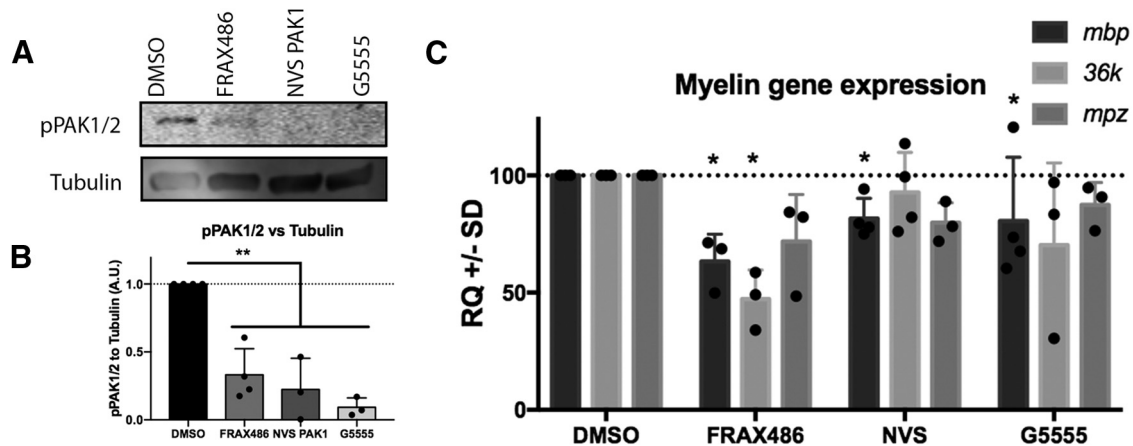 A
DMSO
FRAX486
NVS PAK1
G5555
pPAK1/2
Tubulin
B
pPAK1/2 vs Tubulin
**
pPAK1/2 to Tubulin (A.U.)
1.0
0.5
0.0
DMSO
FRAX486
NVS PAK1
G5555
C
mbp
36k
mpz
Myelin gene expression
*
*
*
*
RQ +/- SD
100
50
0
DMSO
FRAX486
NVS
G5555